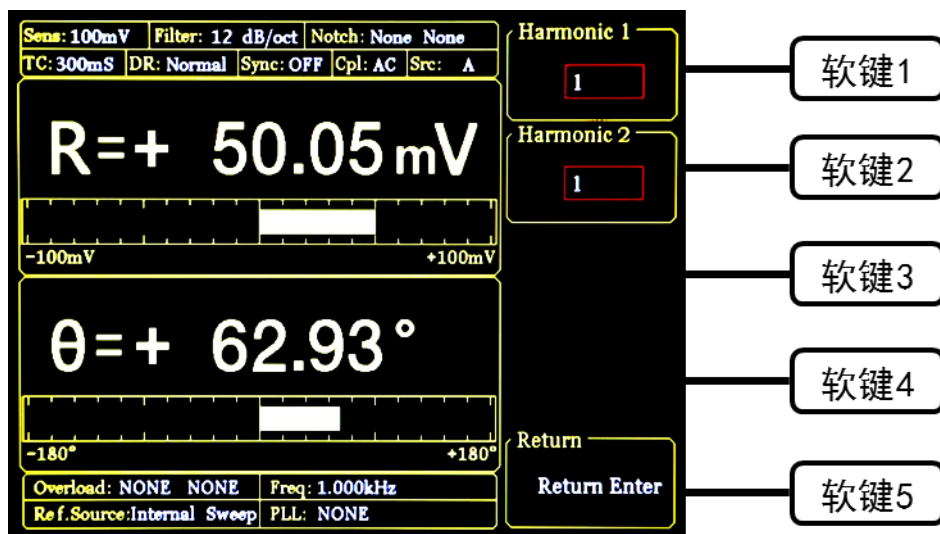 Sens: 100mV Filter: 12 dB/oct Notch: None None
TC: 300mS DR: Normal Sync: OFF Cpl: AC Src: A
R=+ 50.05 mV
-100mV +100mV
θ=+ 62.93°
-180° +180°
Overload: NONE NONE Freq: 1.000kHz
Ref.Source:Internal Sweep PLL: NONE
Harmonic 1
1
Harmonic 2
1
Return
Return Enter
软键1
软键2
软键3
软键4
软键5